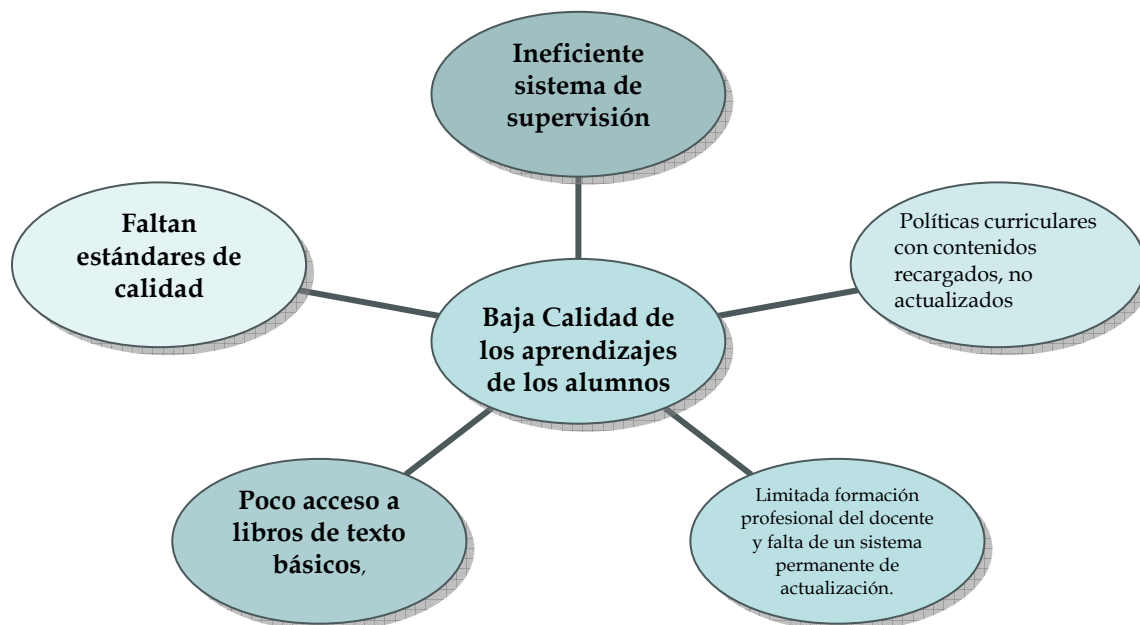 Ineficiente
sistema de
supervisión
Faltan
estándares de
calidad
Políticas curriculares
con contenidos
recargados, no
actualizados
Baja Calidad de
los aprendizajes
de los alumnos
Poco acceso a
libros de texto
básicos,
Limitada formación
profesional del docente
y falta de un sistema
permanente de
actualización.